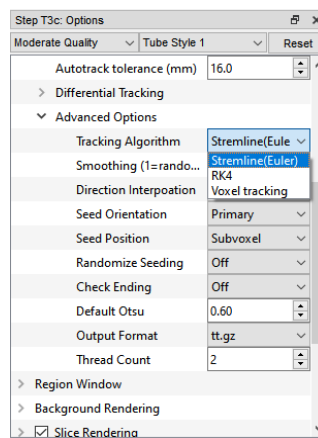 Step T3c: Options
Moderate Quality Tube Style 1 Reset
Autotrack tolerance (mm) 16.0
Differential Tracking
Advanced Options
Tracking Algorithm Stremline(Eule
Stremline(Euler)
Smoothing (1=rando...
RK4
Direction Interpoation Voxel tracking
Seed Orientation Primary
Seed Position Subvoxel
Randomize Seeding Off
Check Ending Off
Default Otsu 0.60
Output Format tt.gz
Thread Count 2
Region Window
Background Rendering
Slice Rendering